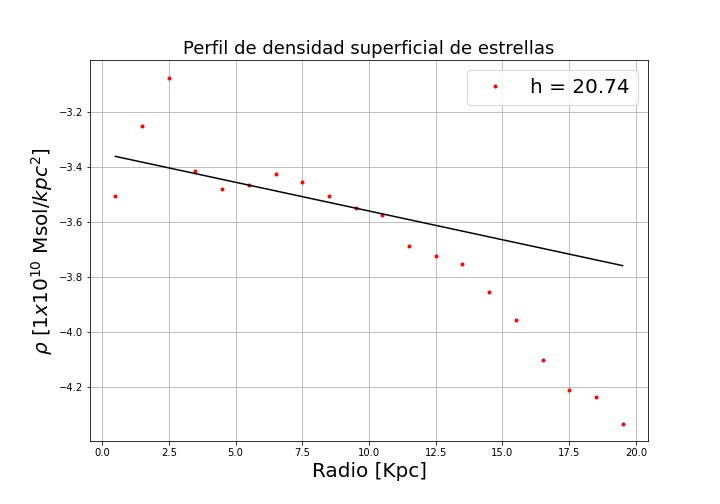 Perfil de densidad superficial de estrellas
h = 20.74
ρ [1x10¹⁰ Msol/kpc²]
−3.2
−3.4
−3.6
−3.8
−4.0
−4.2
0.0 2.5 5.0 7.5 10.0 12.5 15.0 17.5 20.0
Radio [Kpc]